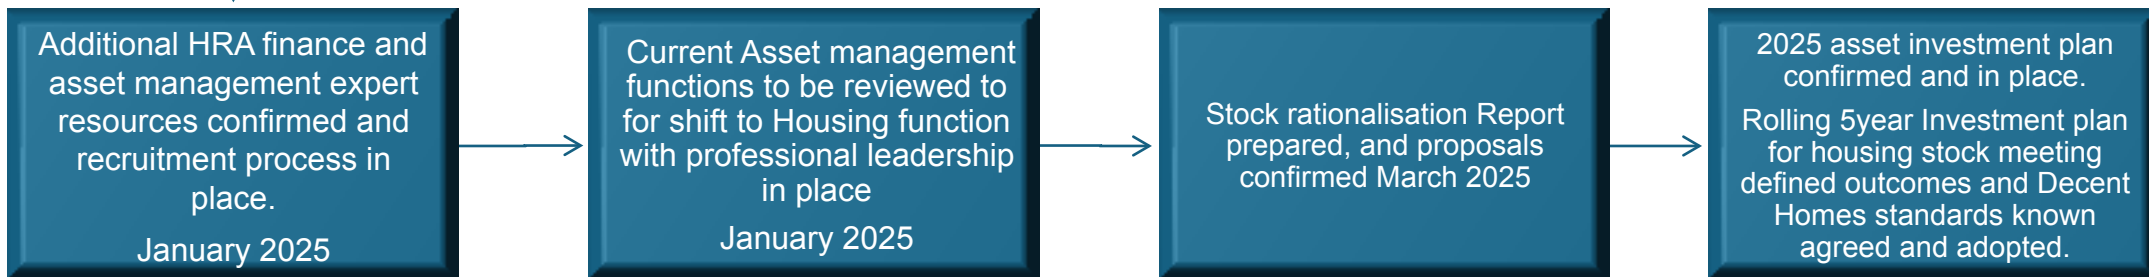 Additional HRA finance and
asset management expert
resources confirmed and
recruitment process in
place.
January 2025
Current Asset management
functions to be reviewed to
for shift to Housing function
with professional leadership
in place
January 2025
Stock rationalisation Report
prepared, and proposals
confirmed March 2025
2025 asset investment plan
confirmed and in place.
Rolling 5year Investment plan
for housing stock meeting
defined outcomes and Decent
Homes standards known
agreed and adopted.